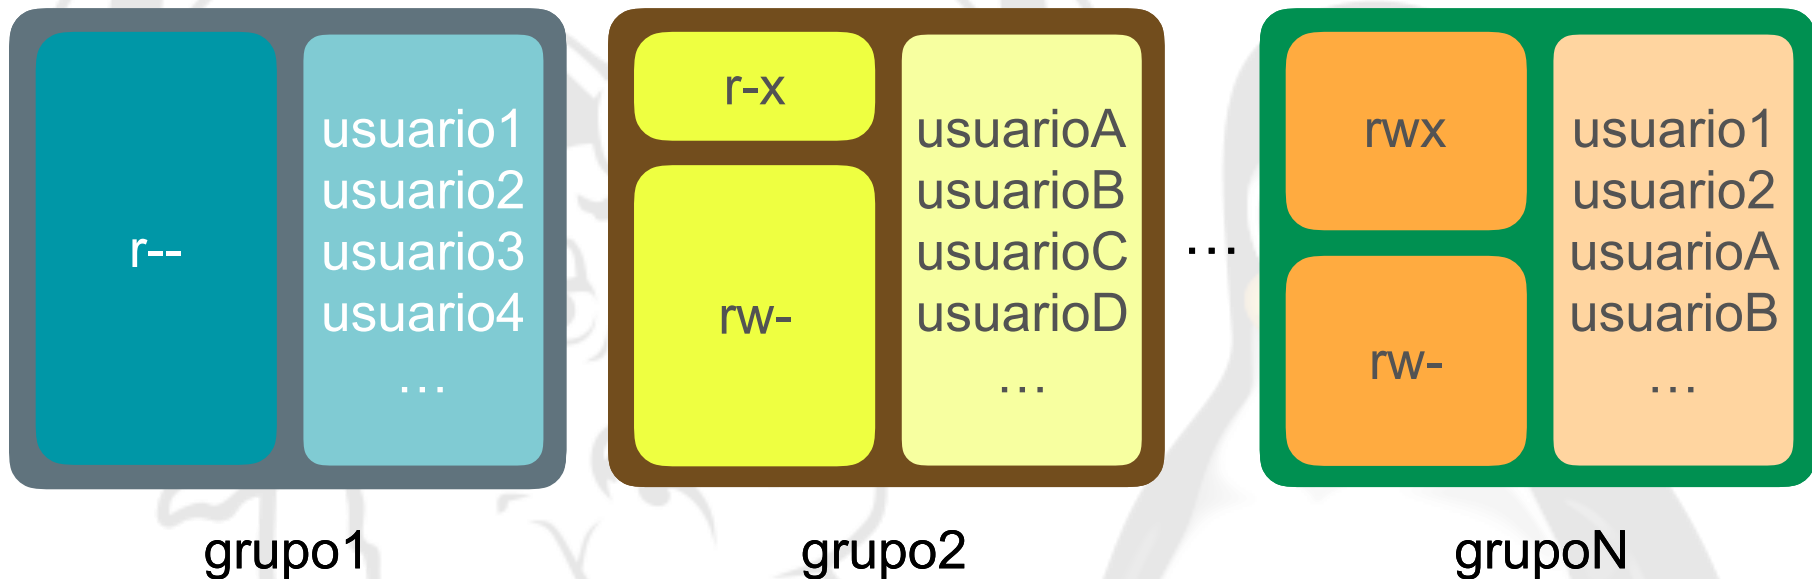 r--
usuario1
usuario2
usuario3
usuario4
...
grupo1
r-x
rw-
usuarioA
usuarioB
usuarioC
usuarioD
...
grupo2
...
rwx
rw-
usuario1
usuario2
usuarioA
usuarioB
...
grupoN